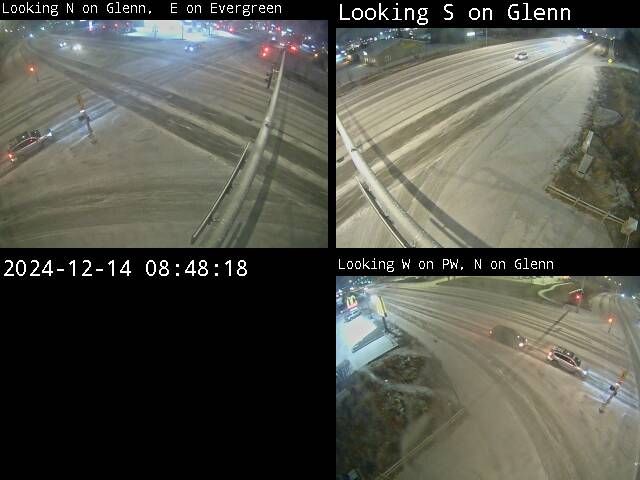 Looking N on Glenn,  E on Evergreen
Looking S on Glenn
2024-12-14 08:48:18
Looking W on PW, N on Glenn